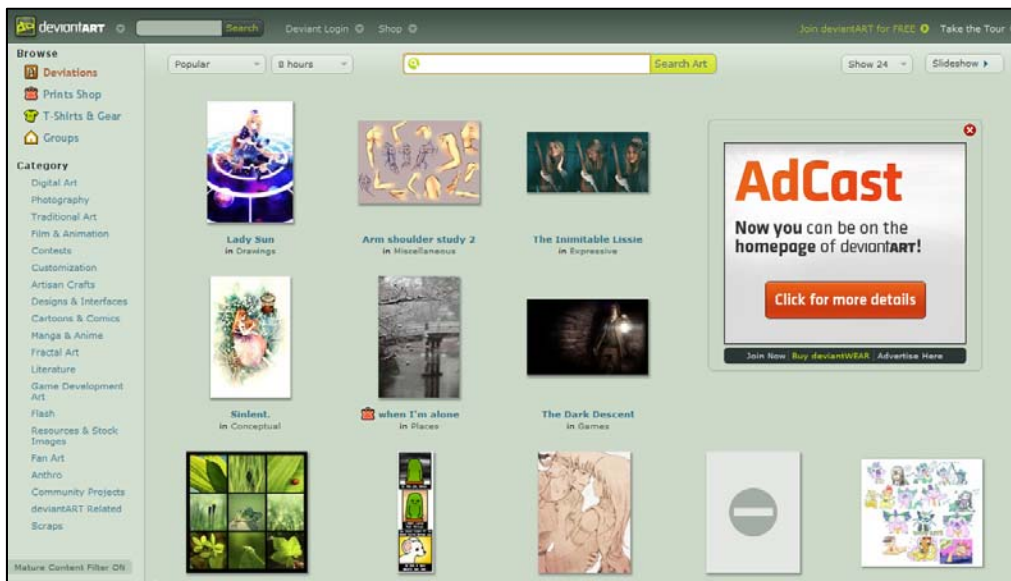 deviantART
Search
Deviant Login
Shop
Join deviantART for FREE
Take the Tour
Browse
Deviations
Prints Shop
T-Shirts & Gear
Groups
Category
Digital Art
Photography
Traditional Art
Film & Animation
Contests
Customization
Artisan Crafts
Designs & Interfaces
Cartoons & Comics
Manga & Anime
Fractal Art
Literature
Game Development
Art
Flash
Resources & Stock
Images
Fan Art
Anthro
Community Projects
deviantART Related
Scraps
Mature Content Filter ON
Popular
8 hours
Search Art
Show 24
Slideshow
Lady Sun
in Drawings
Arm shoulder study 2
in Miscellaneous
The Inimitable Lissie
in Expressive
AdCast
Now you can be on the
homepage of deviantART!
Click for more details
Join Now Buy deviantWEAR Advertise Here
Sinlent.
in Conceptual
when I'm alone
in Places
The Dark Descent
in Games